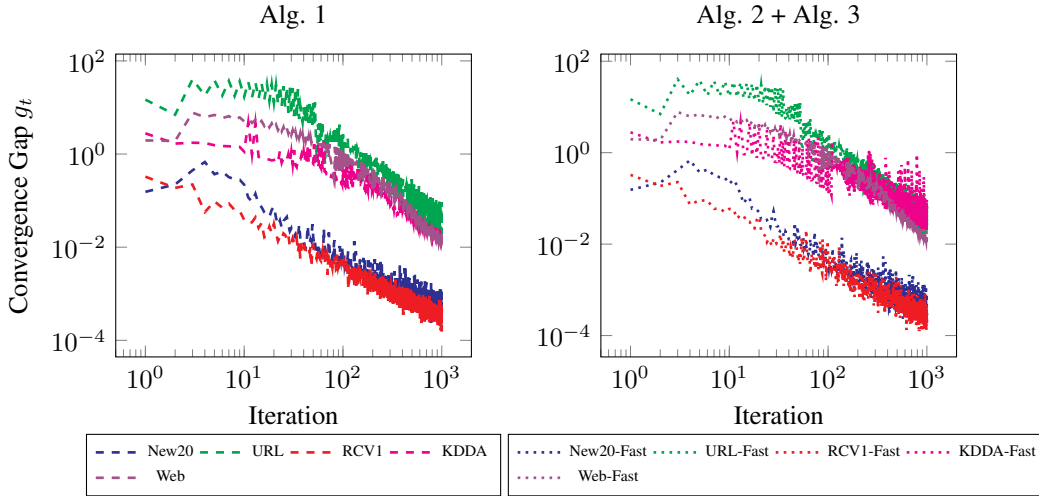 Alg. 1
Alg. 2 + Alg. 3
Convergence Gap g_t
10^2
10^0
10^−2
10^−4
10^0 10^1 10^2 10^3
Iteration
10^2
10^0
10^−2
10^−4
10^0 10^1 10^2 10^3
Iteration
New20 URL RCV1 KDDA
Web
New20-Fast URL-Fast RCV1-Fast KDDA-Fast
Web-Fast